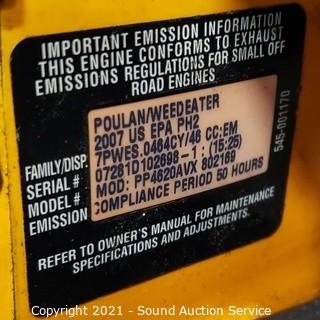 IMPORTANT EMISSION INFORMATION
THIS ENGINE CONFORMS TO EXHAUST
EMISSIONS REGULATIONS FOR SMALL OFF
ROAD ENGINES.
POULAN/WEEDEATER
2007 US EPA PH2
FAMILY/DISP. 7PWES.0464CY/46 CC;EM
SERIAL # 07281D102698-1 : (15:25)
MODEL # MOD: PP4620AVX 802169
EMISSION COMPLIANCE PERIOD 50 HOURS
REFER TO OWNER'S MANUAL FOR MAINTENANCE
SPECIFICATIONS AND ADJUSTMENTS.
545-001170
Copyright 2021 - Sound Auction Service